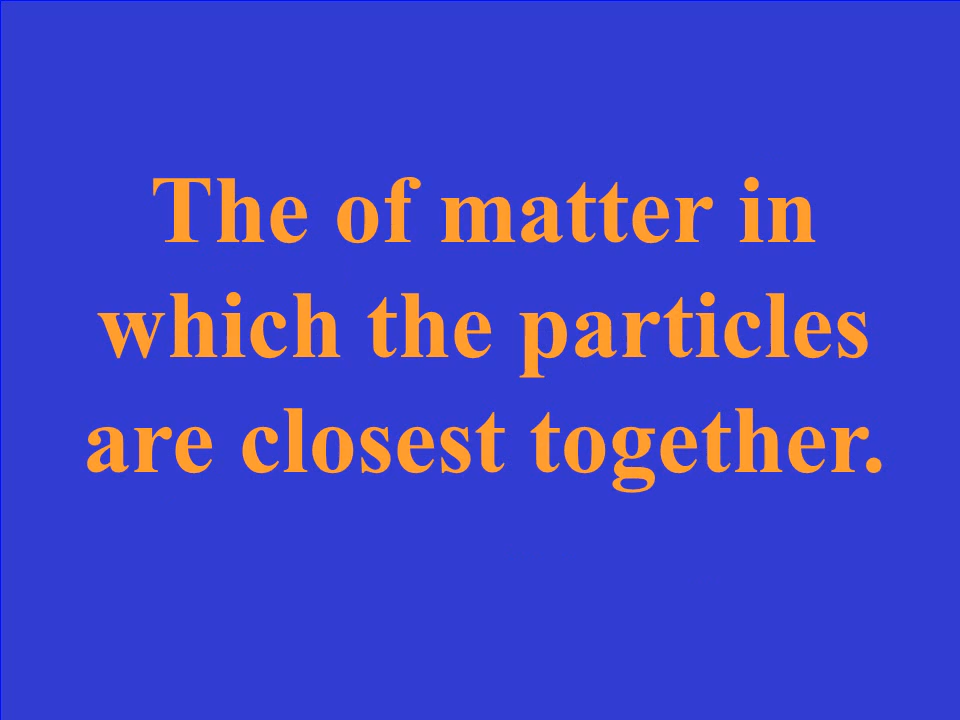 The of matter in
which the particles
are closest together.